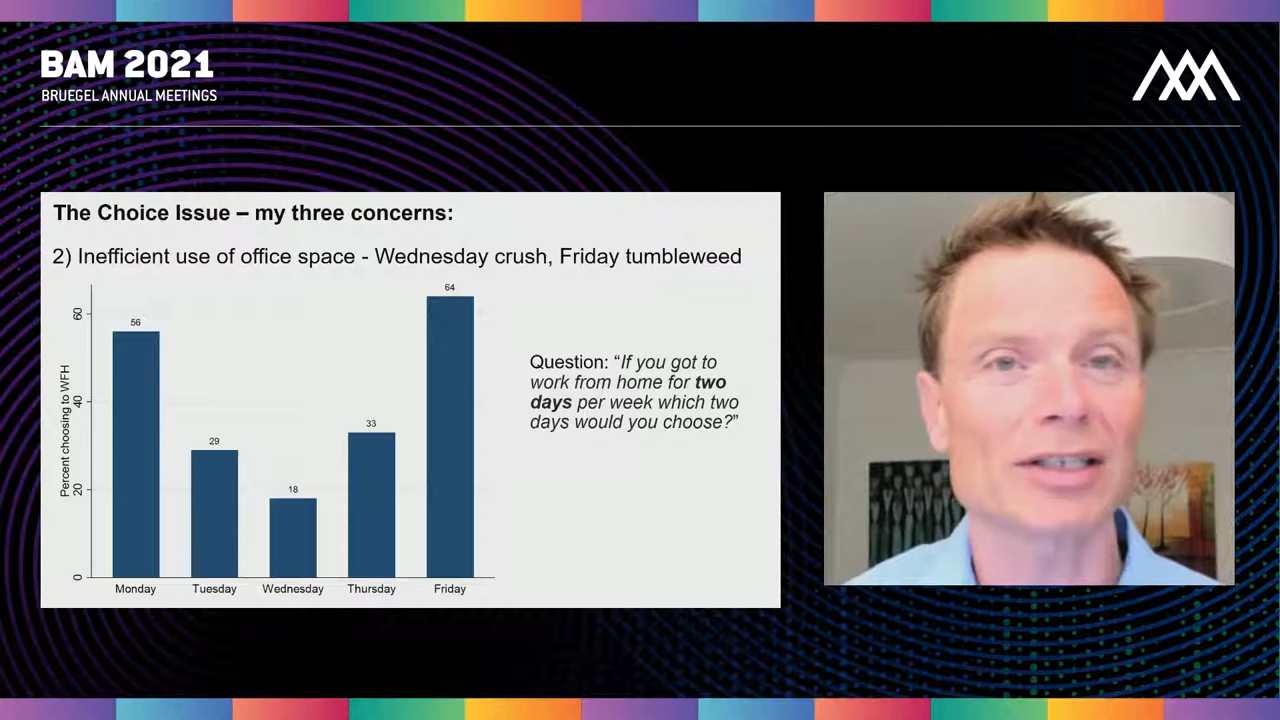 BAM 2021
BRUEGEL ANNUAL MEETINGS
The Choice Issue – my three concerns:
2) Inefficient use of office space - Wednesday crush, Friday tumbleweed
Percent choosing to WFH
60
40
20
0
56
29
18
33
64
Monday Tuesday Wednesday Thursday Friday
Question: “If you got to
work from home for two
days per week which two
days would you choose?”